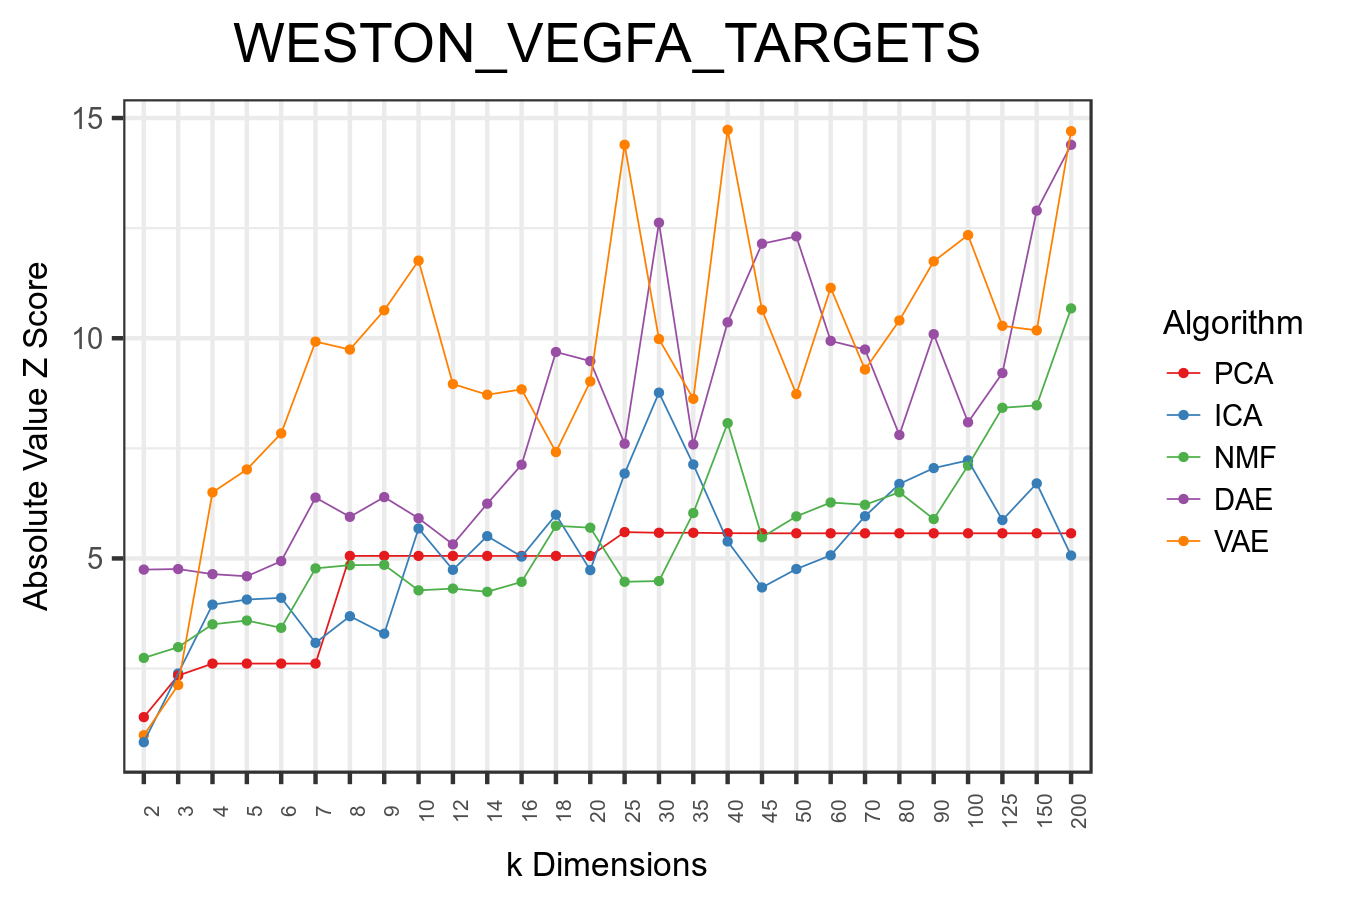 WESTON_VEGFA_TARGETS
Absolute Value Z Score
15
10
5
2 3 4 5 6 7 8 9 10 12 14 16 18 20 25 30 35 40 45 50 60 70 80 90 100 125 150 200
k Dimensions
Algorithm
PCA
ICA
NMF
DAE
VAE